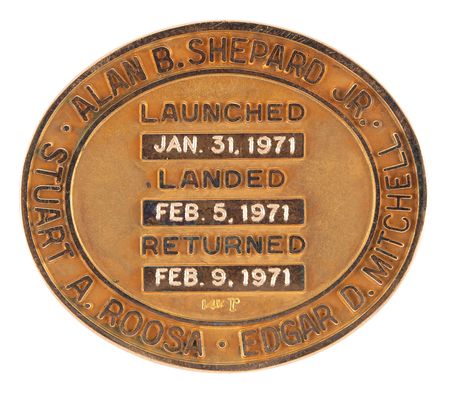 · ALAN B. SHEPARD JR. ·
EDGAR D. MITCHELL ·
STUART A. ROOSA
LAUNCHED
JAN. 31, 1971
LANDED
FEB. 5, 1971
RETURNED
FEB. 9, 1971